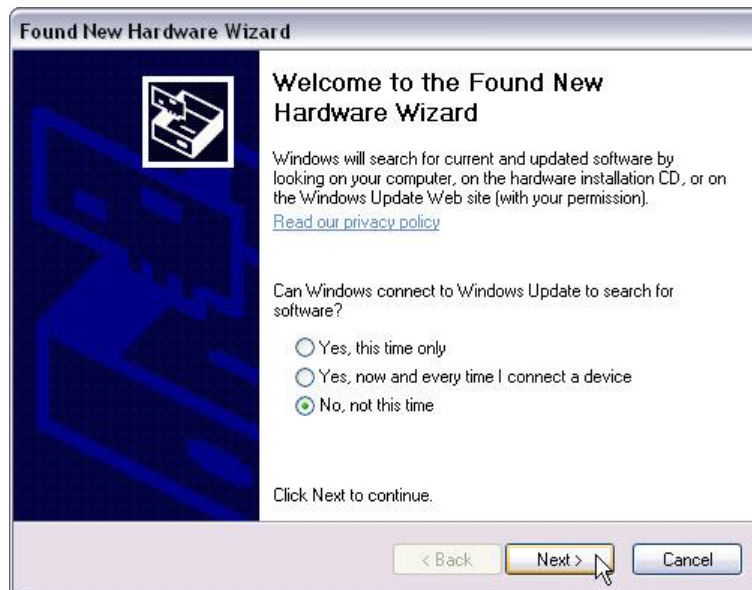 Found New Hardware Wizard
Welcome to the Found New
Hardware Wizard
Windows will search for current and updated software by
looking on your computer, on the hardware installation CD, or on
the Windows Update Web site (with your permission).
Read our privacy policy
Can Windows connect to Windows Update to search for
software?
Yes, this time only
Yes, now and every time I connect a device
No, not this time
Click Next to continue.
< Back
Next >
Cancel